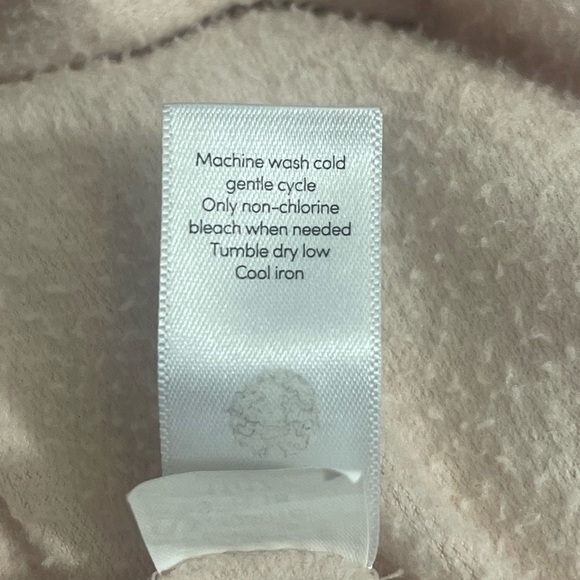 Machine wash cold
gentle cycle
Only non-chlorine
bleach when needed
Tumble dry low
Cool iron